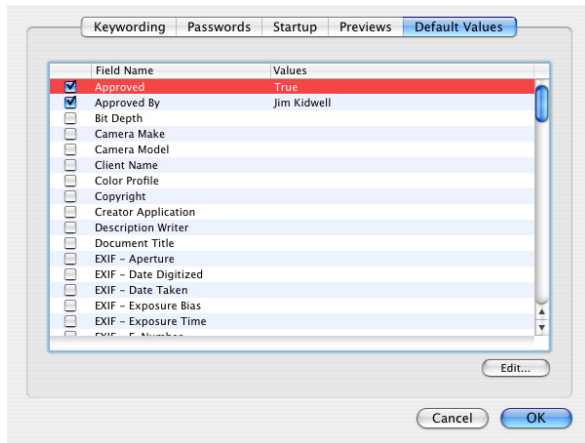 Keywording Passwords Startup Previews Default Values
Field Name Values
Approved True
Approved By Jim Kidwell
Bit Depth
Camera Make
Camera Model
Client Name
Color Profile
Copyright
Creator Application
Description Writer
Document Title
EXIF - Aperture
EXIF - Date Digitized
EXIF - Date Taken
EXIF - Exposure Bias
EXIF - Exposure Time
EXIF - F-Number
Edit...
Cancel OK